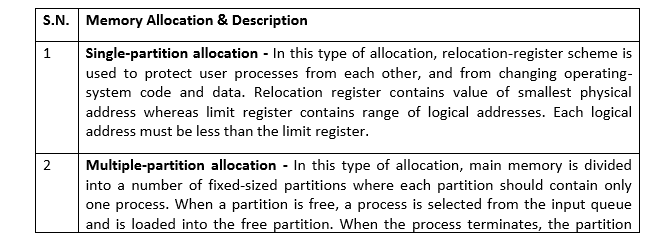 S.N. Memory Allocation & Description
1 Single-partition allocation - In this type of allocation, relocation-register scheme is
used to protect user processes from each other, and from changing operating-
system code and data. Relocation register contains value of smallest physical
address whereas limit register contains range of logical addresses. Each logical
address must be less than the limit register.
2 Multiple-partition allocation - In this type of allocation, main memory is divided
into a number of fixed-sized partitions where each partition should contain only
one process. When a partition is free, a process is selected from the input queue
and is loaded into the free partition. When the process terminates, the partition